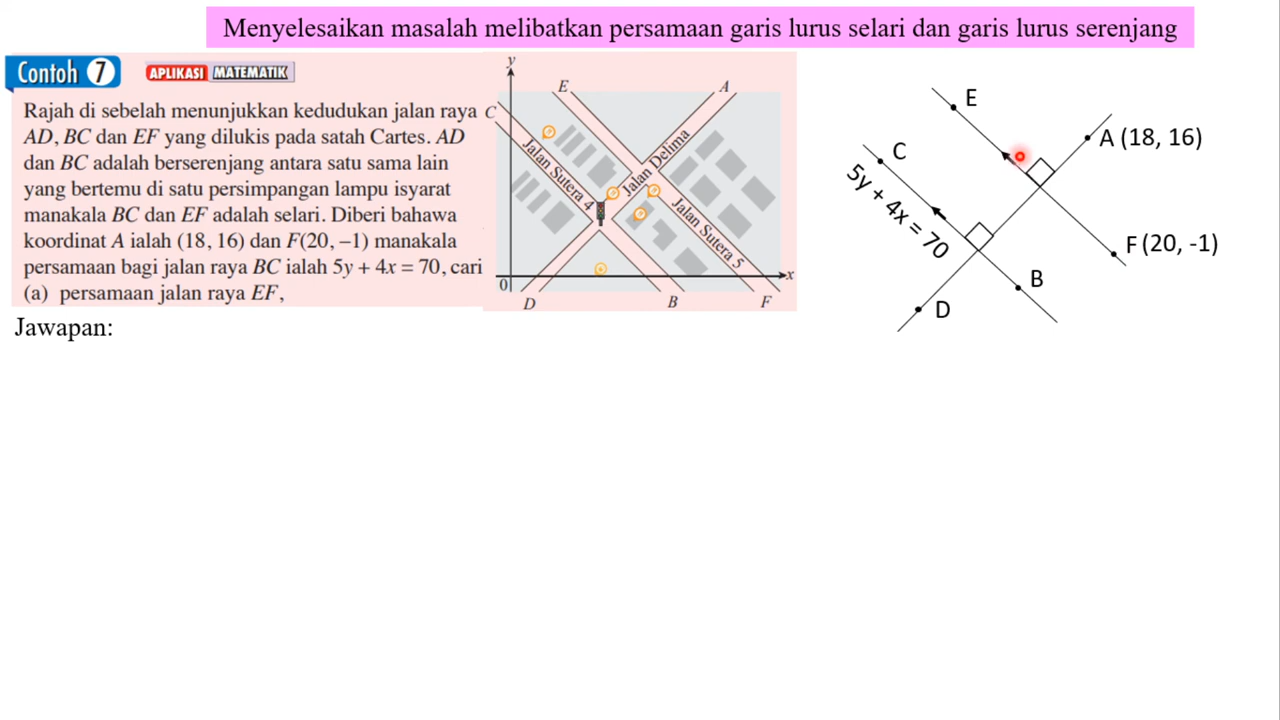 Menyelesaikan masalah melibatkan persamaan garis lurus selari dan garis lurus serenjang
Contoh 7 APLIKASI MATEMATIK
Rajah di sebelah menunjukkan kedudukan jalan raya
AD, BC dan EF yang dilukis pada satah Cartes. AD
dan BC adalah berserenjang antara satu sama lain
yang bertemu di satu persimpangan lampu isyarat
manakala BC dan EF adalah selari. Diberi bahawa
koordinat A ialah (18, 16) dan F(20, –1) manakala
persamaan bagi jalan raya BC ialah 5y + 4x = 70, cari
(a) persamaan jalan raya EF,
Jawapan:
y
E
A
C
Jalan Sutera 4
Jalan Delima
Jalan Sutera 5
0
x
D
B
F
E
A (18, 16)
C
5y + 4x = 70
F (20, -1)
B
D